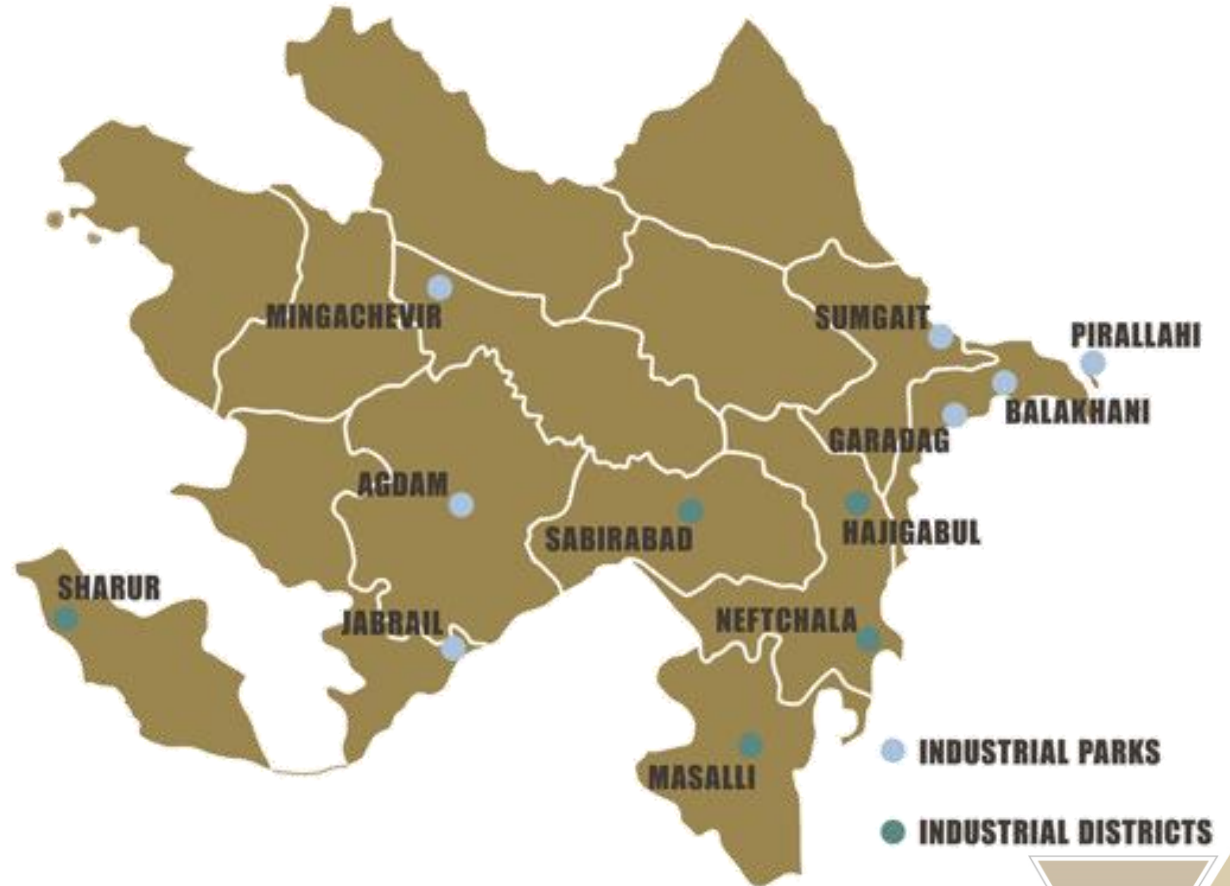 MINGACHEVIR
SUMGAIT
PIRALLAHI
BALAKHANI
GARADAG
AGDAM
SABIRABAD
HAJIGABUL
SHARUR
JABRAIL
NEFTCHALA
MASALLI
INDUSTRIAL PARKS
INDUSTRIAL DISTRICTS